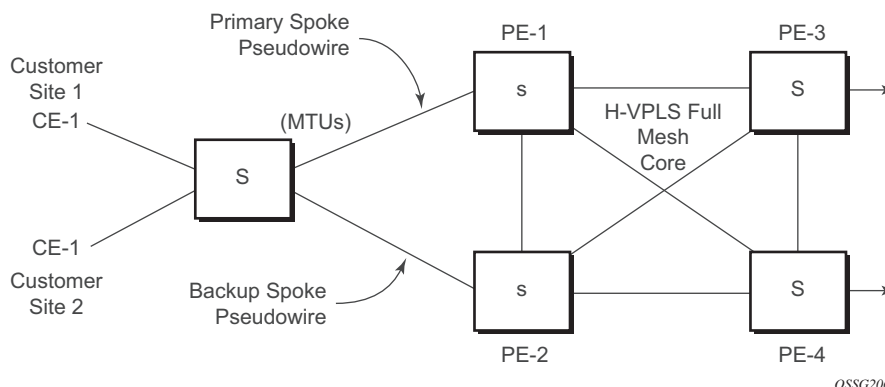 Primary Spoke
Pseudowire
PE-1
PE-3
Customer
Site 1
CE-1
(MTUs)
s
S
H-VPLS Full
Mesh
Core
S
CE-1
Customer
Site 2
Backup Spoke
Pseudowire
s
S
PE-2
PE-4